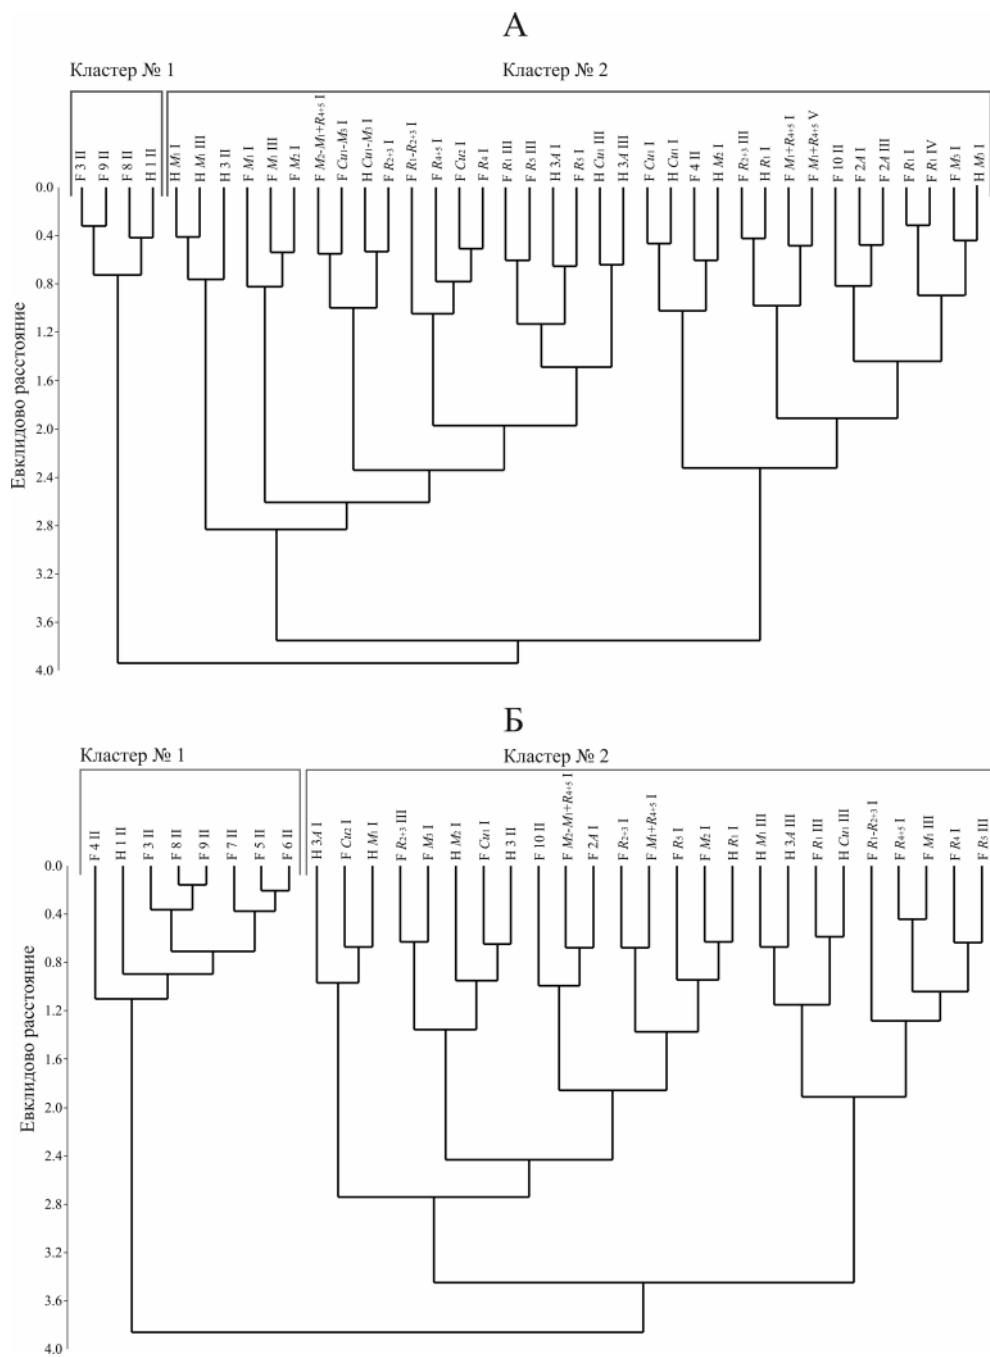 А
Кластер № 1
Кластер № 2
F 3 II
F 9 II
F 8 II
H 1 II
H M1 I
H M1 III
H 3 II
F M1 I
F M1 III
F M2 I
F M2-M1+R4+5 I
F Cu1-M3 I
H Cu1-M3 I
F R2+3 I
F R1-R2+3 I
F R4+5 I
F Cu2 I
F R4 I
F R1 III
F R5 III
H 3A I
F R5 I
H Cu1 III
H 3A III
F Cu1 I
H Cu1 I
F 4 II
H M2 I
F R2+3 III
H R1 I
F M1+R4+5 I
F M1+R4+5 V
F 10 II
F 2A I
F 2A III
F R1 I
F R1 IV
F M3 I
H M3 I
0.0
0.4
0.8
1.2
1.6
2.0
2.4
2.8
3.2
3.6
4.0
Евклидово расстояние
Б
Кластер № 1
Кластер № 2
F 4 II
H 1 II
F 3 II
F 8 II
F 9 II
F 7 II
F 5 II
F 6 II
H 3A I
F Cu2 I
H M1 I
F R2+3 III
F M3 I
H M2 I
F Cu1 I
H 3 II
F 10 II
F M2-M1+R4+5 I
F 2A I
F R2+3 I
F M1+R4+5 I
F R5 I
F M2 I
H R1 I
H M1 III
H 3A III
F R1 III
H Cu1 III
F R1-R2+3 I
F R4+5 I
F M1 III
F R4 I
F R5 III
0.0
0.4
0.8
1.2
1.6
2.0
2.4
2.8
3.2
3.6
4.0
Евклидово расстояние